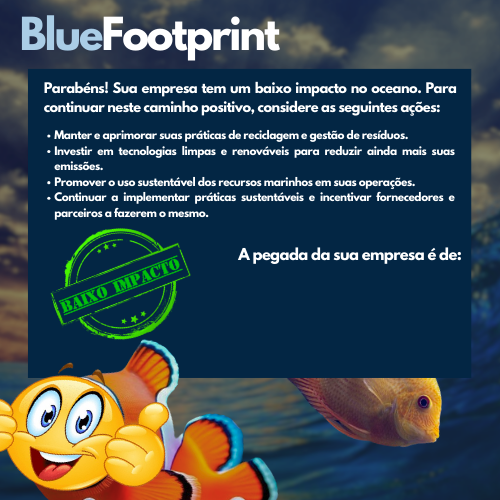 BlueFootprint
Parabéns! Sua empresa tem um baixo impacto no oceano. Para
continuar neste caminho positivo, considere as seguintes ações:
• Manter e aprimorar suas práticas de reciclagem e gestão de resíduos.
• Investir em tecnologias limpas e renováveis para reduzir ainda mais suas
emissões.
• Promover o uso sustentável dos recursos marinhos em suas operações.
• Continuar a implementar práticas sustentáveis e incentivar fornecedores e
parceiros a fazerem o mesmo.
A pegada da sua empresa é de:
BAIXO IMPACTO